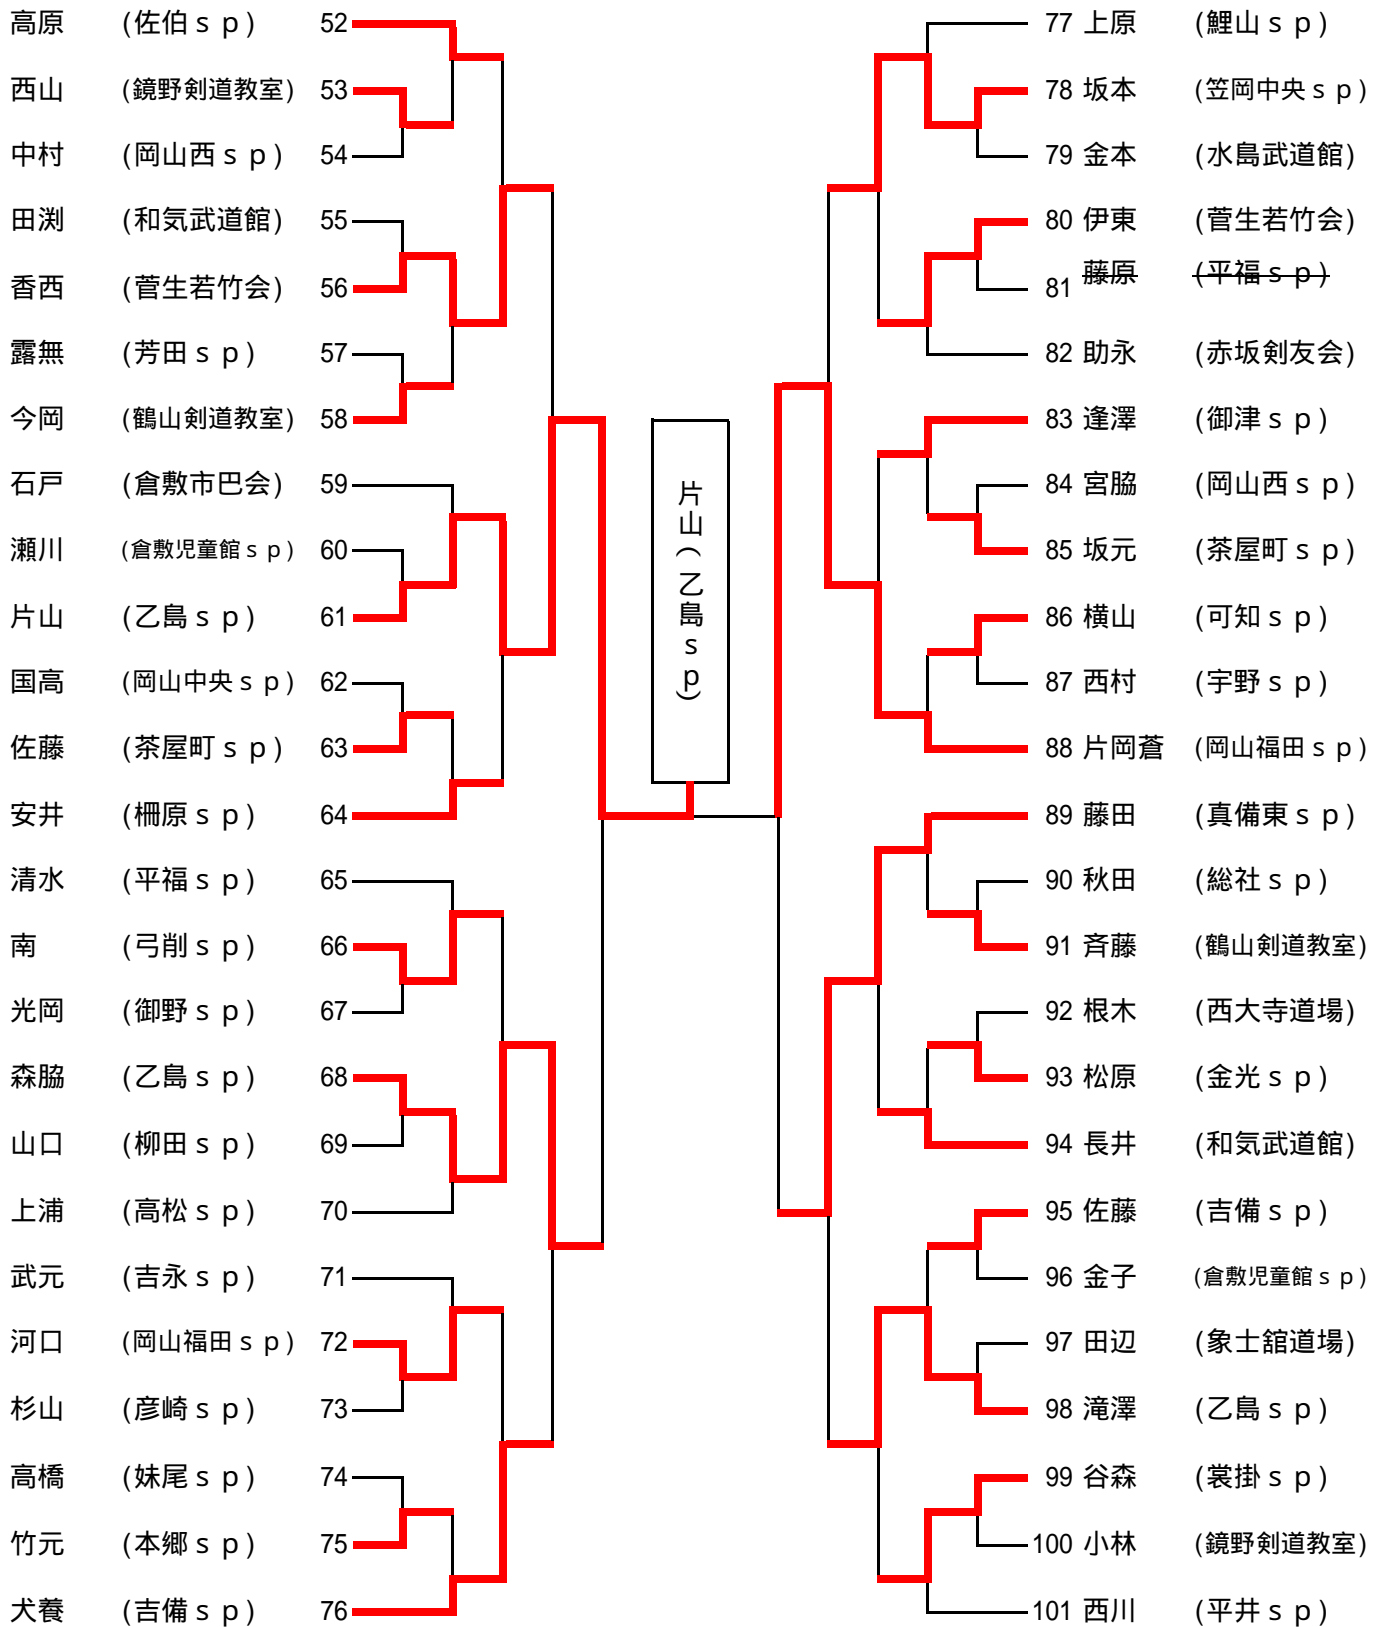 高原 (佐伯ｓｐ) 52
西山 (鏡野剣道教室) 53
中村 (岡山西ｓｐ) 54
田渕 (和気武道館) 55
香西 (菅生若竹会) 56
露無 (芳田ｓｐ) 57
今岡 (鶴山剣道教室) 58
石戸 (倉敷市巴会) 59
瀬川 (倉敷児童館ｓｐ) 60
片山 (乙島ｓｐ) 61
国高 (岡山中央ｓｐ) 62
佐藤 (茶屋町ｓｐ) 63
安井 (柵原ｓｐ) 64
清水 (平福ｓｐ) 65
南 (弓削ｓｐ) 66
光岡 (御野ｓｐ) 67
森脇 (乙島ｓｐ) 68
山口 (柳田ｓｐ) 69
上浦 (高松ｓｐ) 70
武元 (吉永ｓｐ) 71
河口 (岡山福田ｓｐ) 72
杉山 (彦崎ｓｐ) 73
高橋 (妹尾ｓｐ) 74
竹元 (本郷ｓｐ) 75
犬養 (吉備ｓｐ) 76
片山(乙島ｓｐ)
77 上原 (鯉山ｓｐ)
78 坂本 (笠岡中央ｓｐ)
79 金本 (水島武道館)
80 伊東 (菅生若竹会)
81 藤原 (平福ｓｐ)
82 助永 (赤坂剣友会)
83 逢澤 (御津ｓｐ)
84 宮脇 (岡山西ｓｐ)
85 坂元 (茶屋町ｓｐ)
86 横山 (可知ｓｐ)
87 西村 (宇野ｓｐ)
88 片岡蒼 (岡山福田ｓｐ)
89 藤田 (真備東ｓｐ)
90 秋田 (総社ｓｐ)
91 斉藤 (鶴山剣道教室)
92 根木 (西大寺道場)
93 松原 (金光ｓｐ)
94 長井 (和気武道館)
95 佐藤 (吉備ｓｐ)
96 金子 (倉敷児童館ｓｐ)
97 田辺 (象士舘道場)
98 滝澤 (乙島ｓｐ)
99 谷森 (裳掛ｓｐ)
100 小林 (鏡野剣道教室)
101 西川 (平井ｓｐ)